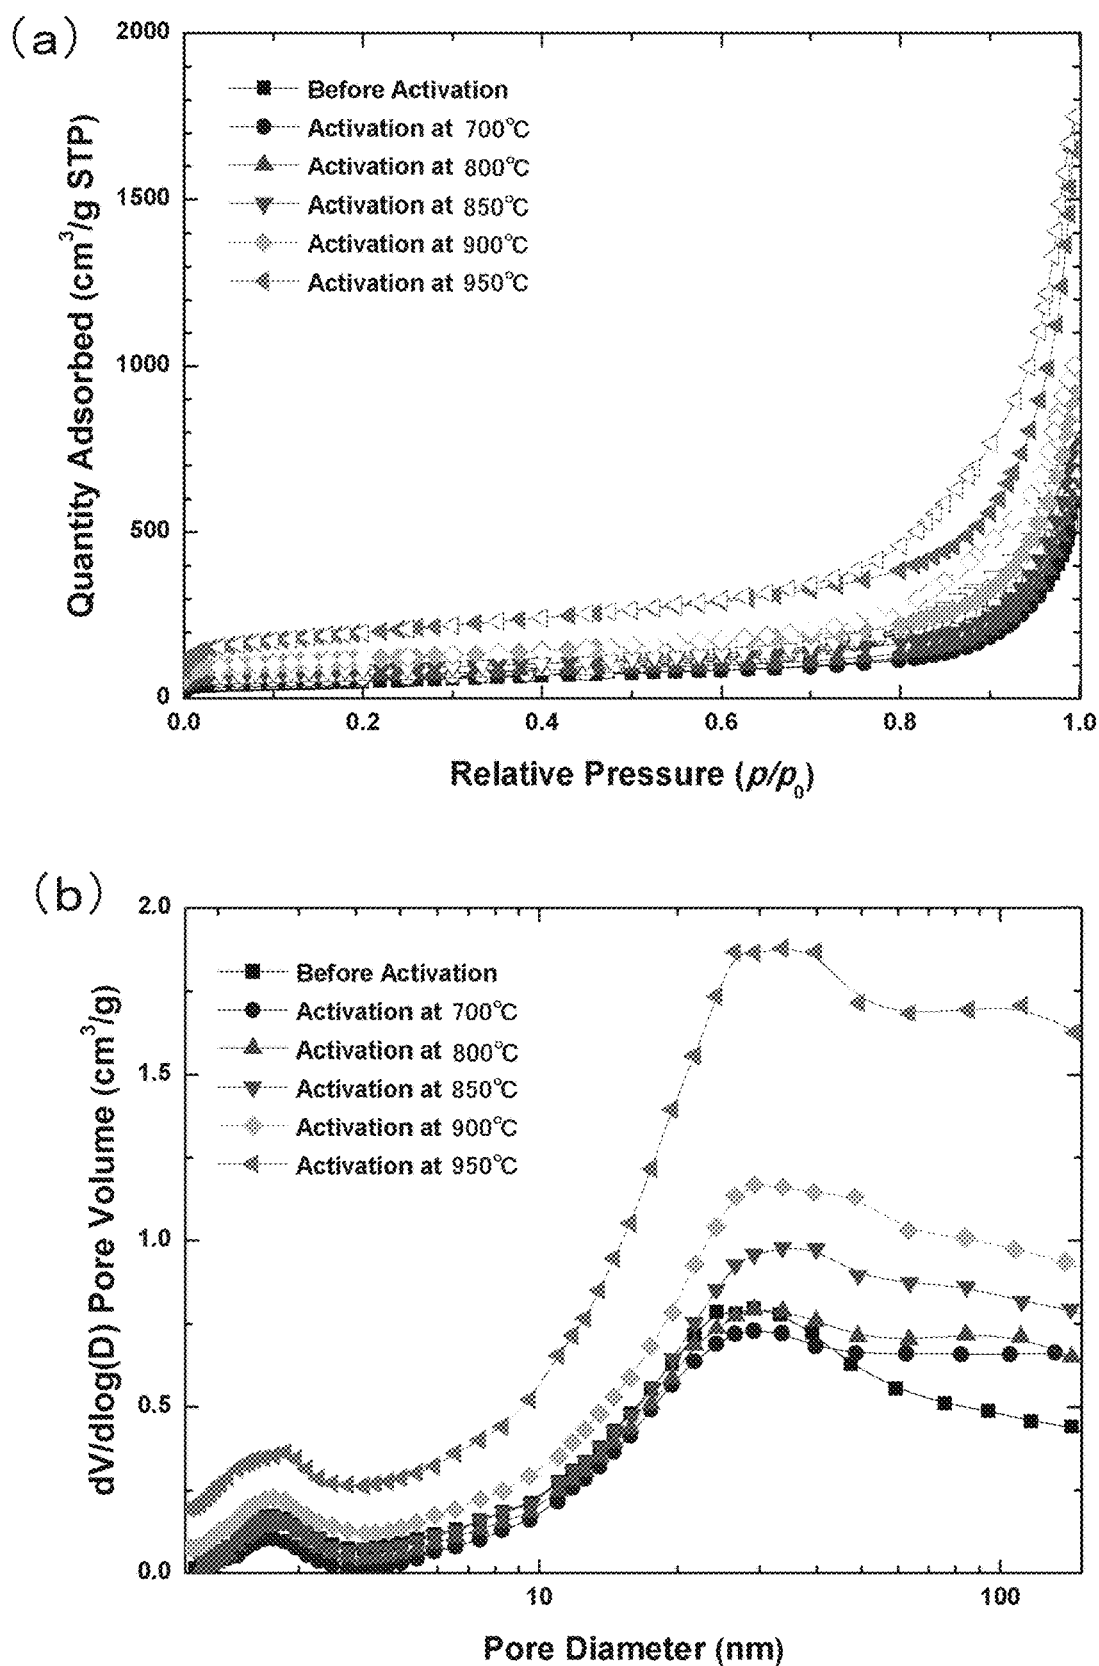 (a)
2000
1500
1000
500
0
Quantity Adsorbed (cm³/g STP)
Before Activation
Activation at 700℃
Activation at 800℃
Activation at 850℃
Activation at 900℃
Activation at 950℃
0.0 0.2 0.4 0.6 0.8 1.0
Relative Pressure (p/p₀)
(b)
2.0
1.5
1.0
0.5
0.0
dV/dlog(D) Pore Volume (cm³/g)
Before Activation
Activation at 700℃
Activation at 800℃
Activation at 850℃
Activation at 900℃
Activation at 950℃
10 100
Pore Diameter (nm)